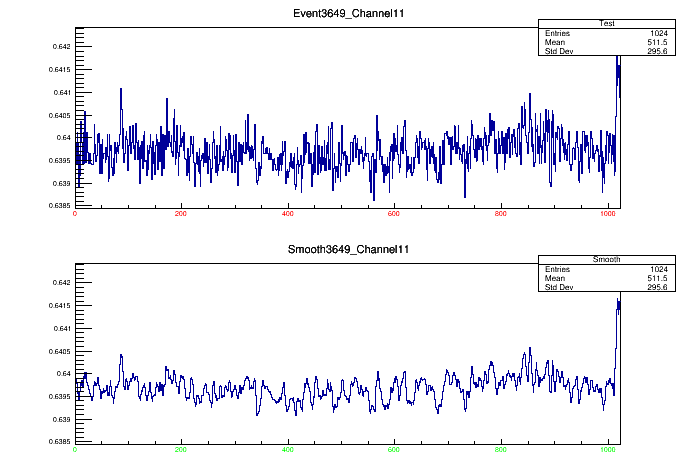 Event3649_Channel11
Test
Entries 1024
Mean 511.5
Std Dev 295.6
0.642
0.6415
0.641
0.6405
0.64
0.6395
0.639
0.6385
0 200 400 600 800 1000
Smooth3649_Channel11
Smooth
Entries 1024
Mean 511.5
Std Dev 295.6
0.642
0.6415
0.641
0.6405
0.64
0.6395
0.639
0.6385
0 200 400 600 800 1000